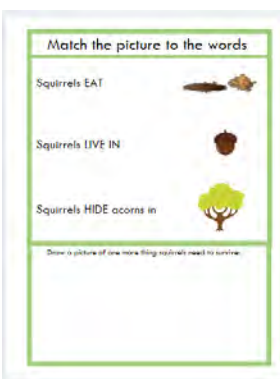 Match the picture to the words
Squirrels EAT
Squirrels LIVE IN
Squirrels HIDE acorns in
Draw a picture of one more thing squirrels need to survive.